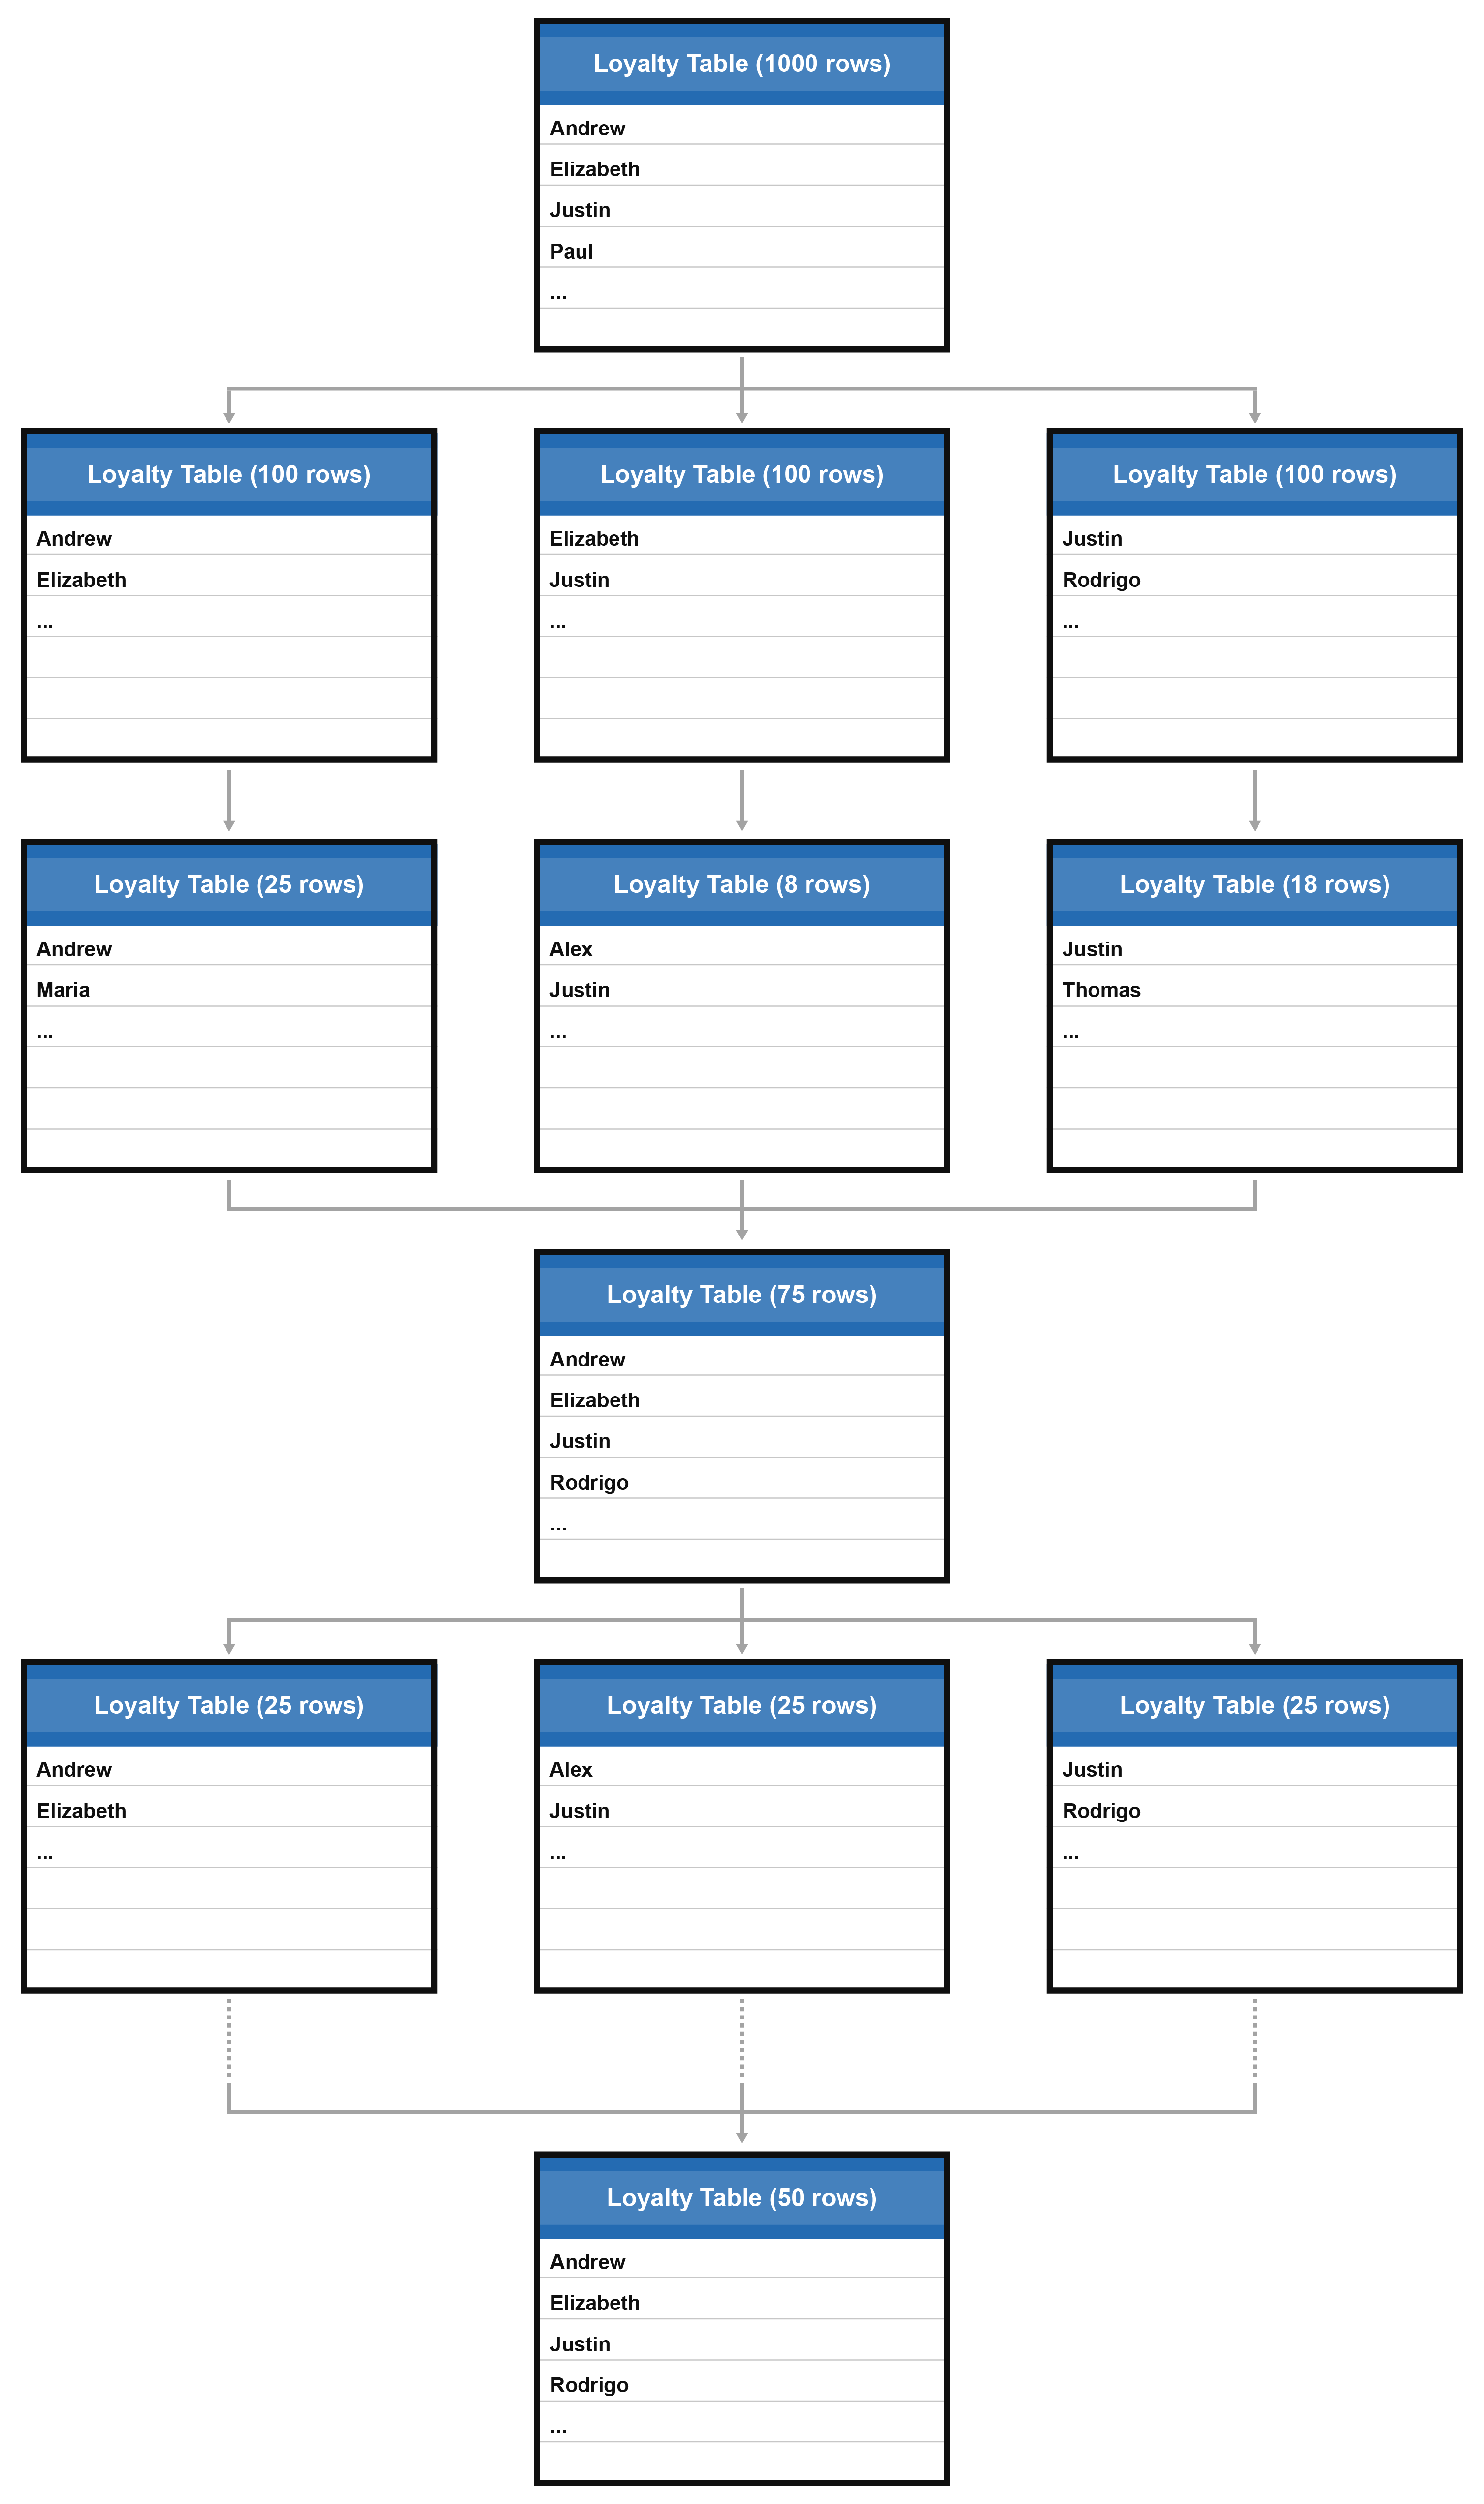 Loyalty Table (1000 rows)
Andrew
Elizabeth
Justin
Paul
...
Loyalty Table (100 rows)
Andrew
Elizabeth
...
Loyalty Table (100 rows)
Elizabeth
Justin
...
Loyalty Table (100 rows)
Justin
Rodrigo
...
Loyalty Table (25 rows)
Andrew
Maria
...
Loyalty Table (8 rows)
Alex
Justin
...
Loyalty Table (18 rows)
Justin
Thomas
...
Loyalty Table (75 rows)
Andrew
Elizabeth
Justin
Rodrigo
...
Loyalty Table (25 rows)
Andrew
Elizabeth
...
Loyalty Table (25 rows)
Alex
Justin
...
Loyalty Table (25 rows)
Justin
Rodrigo
...
Loyalty Table (50 rows)
Andrew
Elizabeth
Justin
Rodrigo
...